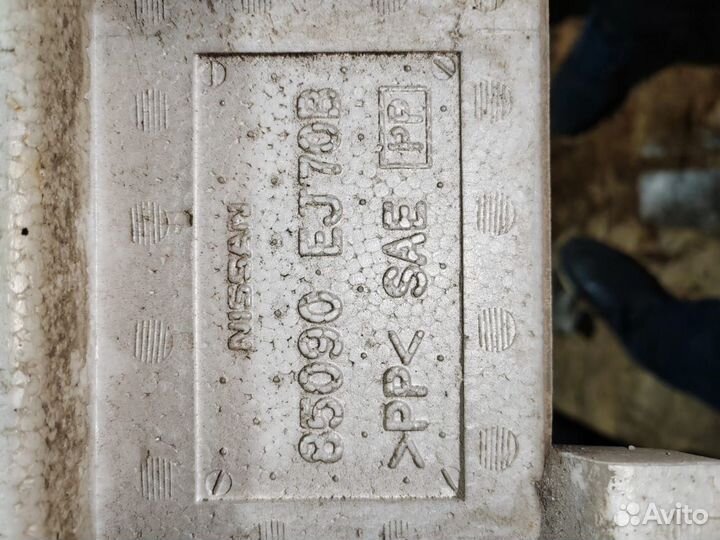 NISSAN
85090 EJ70B
>PP< SAE PP
Avito